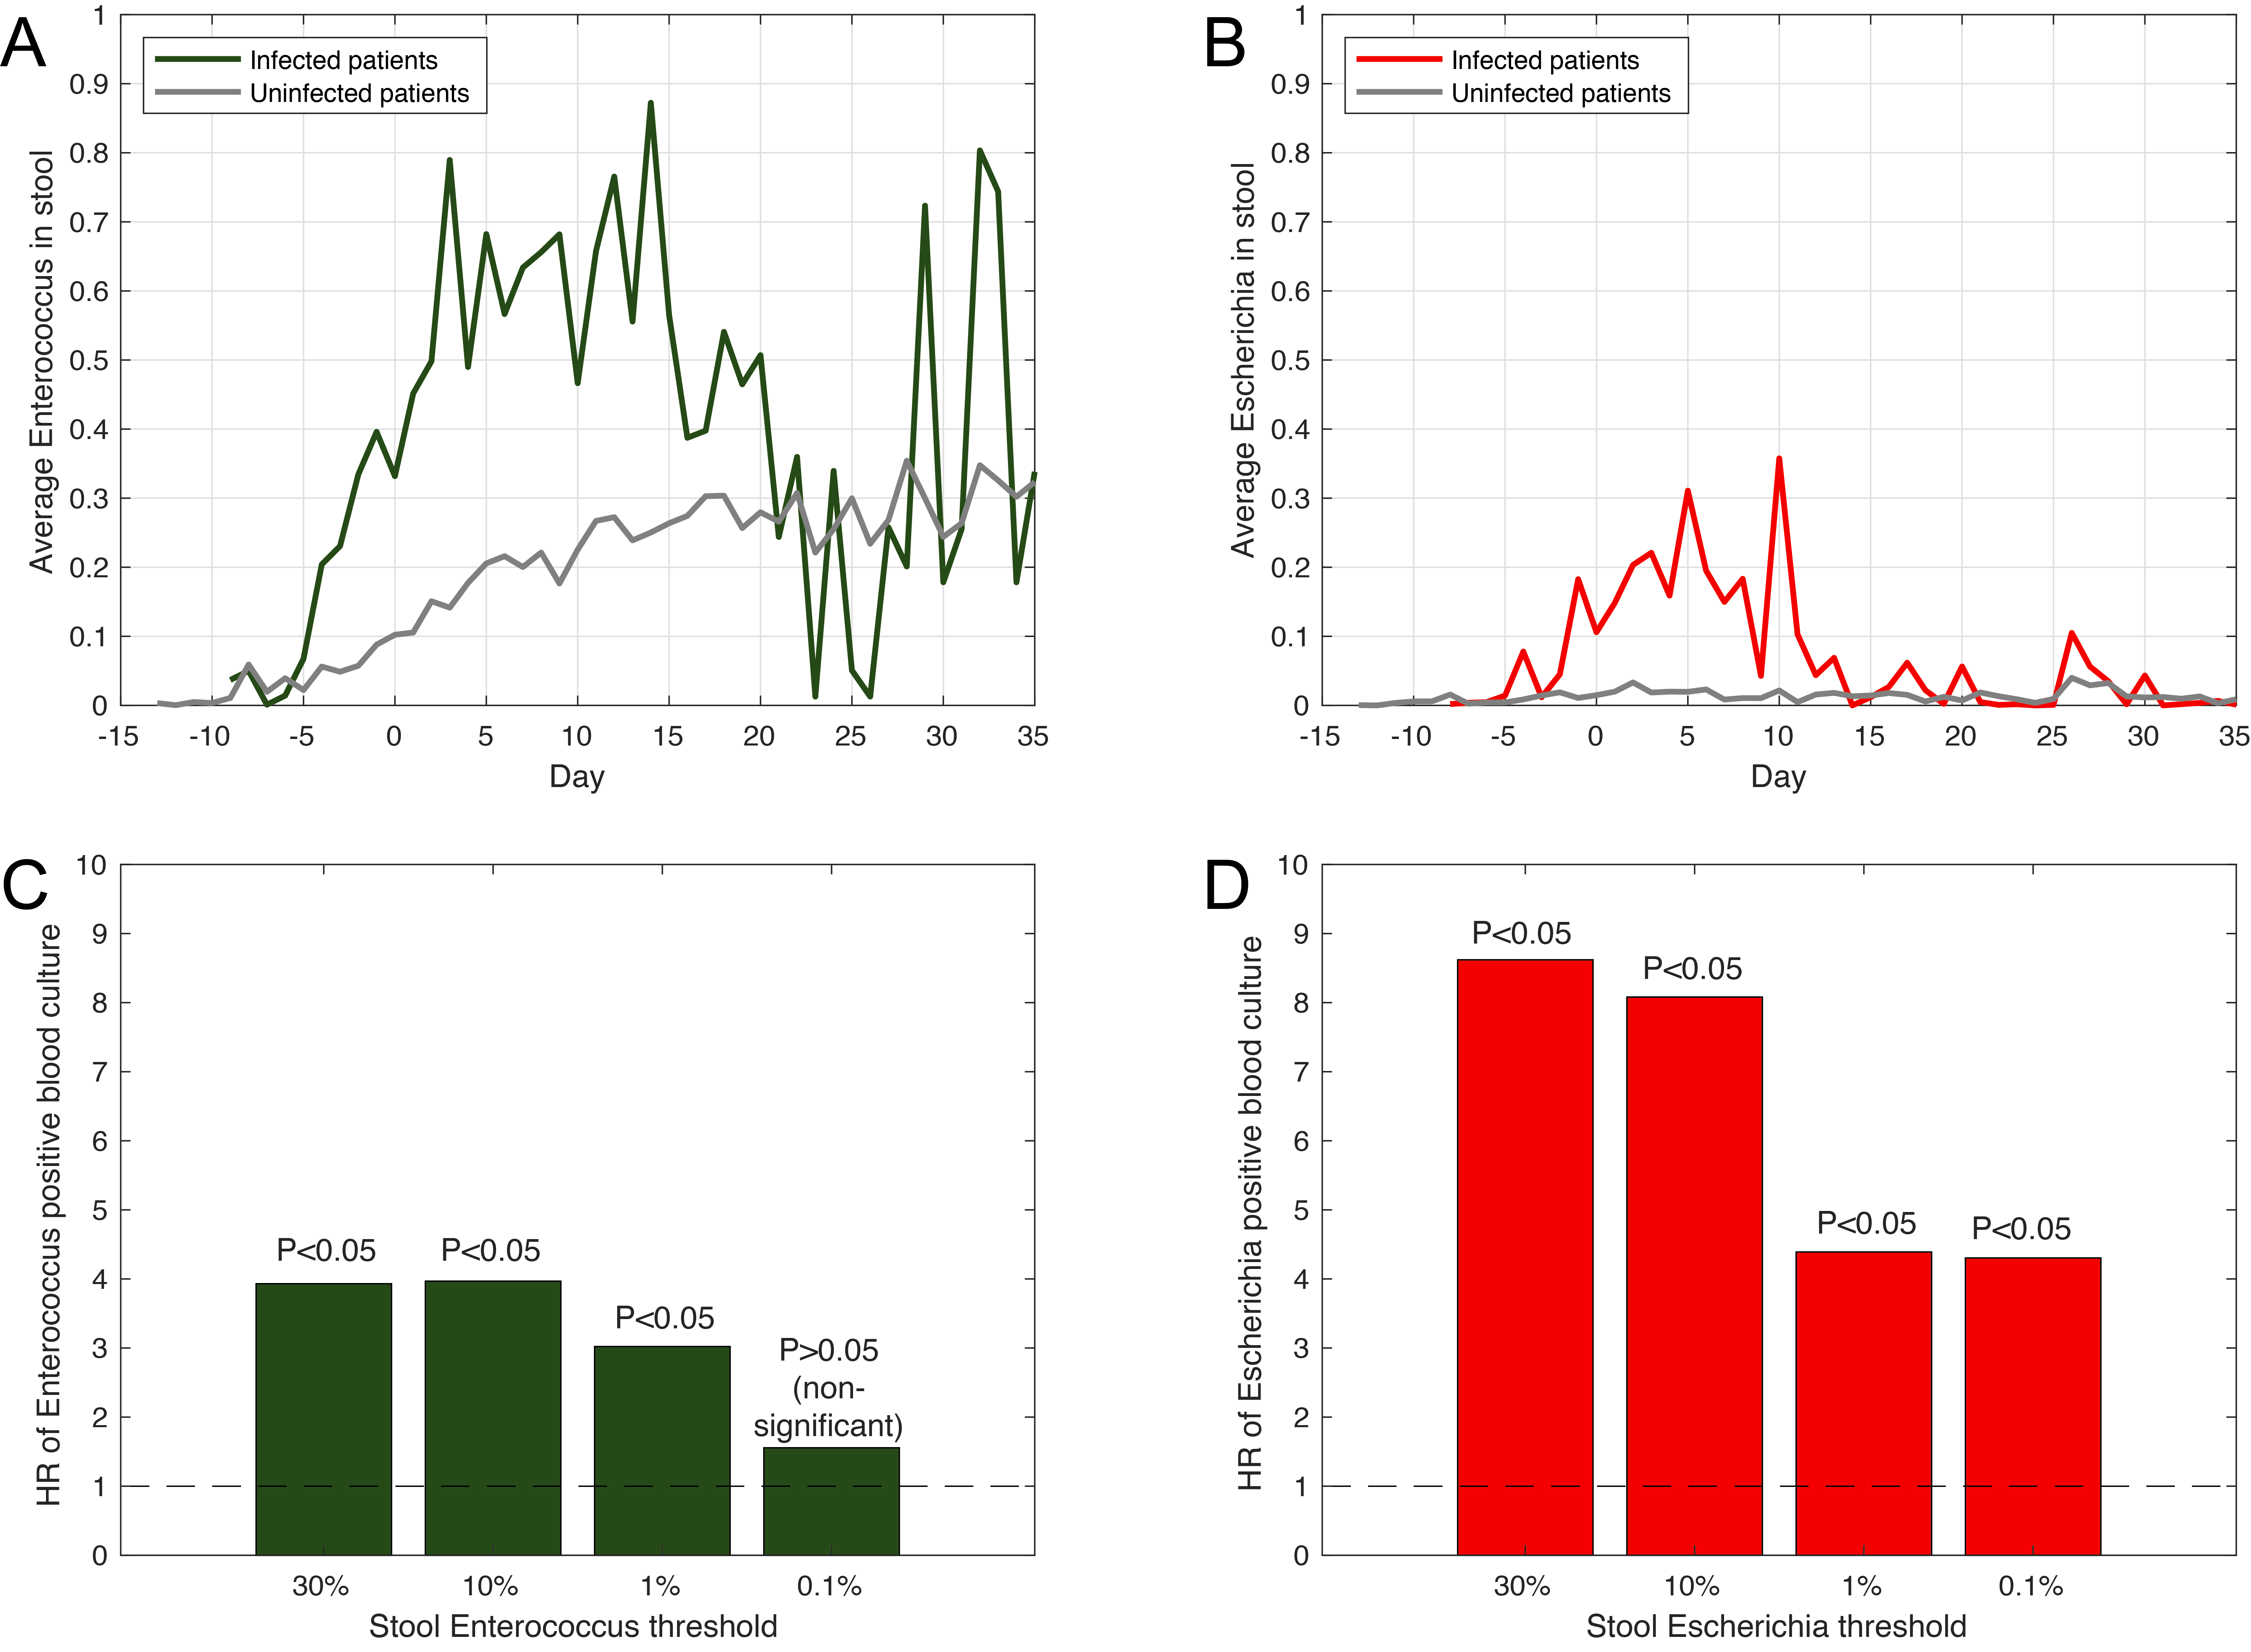 A
Infected patients
Uninfected patients
Average Enterococcus in stool
1
0.9
0.8
0.7
0.6
0.5
0.4
0.3
0.2
0.1
0
-15 -10 -5 0 5 10 15 20 25 30 35
Day
B
Infected patients
Uninfected patients
Average Escherichia in stool
1
0.9
0.8
0.7
0.6
0.5
0.4
0.3
0.2
0.1
0
-15 -10 -5 0 5 10 15 20 25 30 35
Day
C
HR of Enterococcus positive blood culture
10
9
8
7
6
5
4
3
2
1
0
P<0.05
P<0.05
P<0.05
P>0.05
(non-
significant)
30% 10% 1% 0.1%
Stool Enterococcus threshold
D
HR of Escherichia positive blood culture
10
9
8
7
6
5
4
3
2
1
0
P<0.05
P<0.05
P<0.05
P<0.05
30% 10% 1% 0.1%
Stool Escherichia threshold